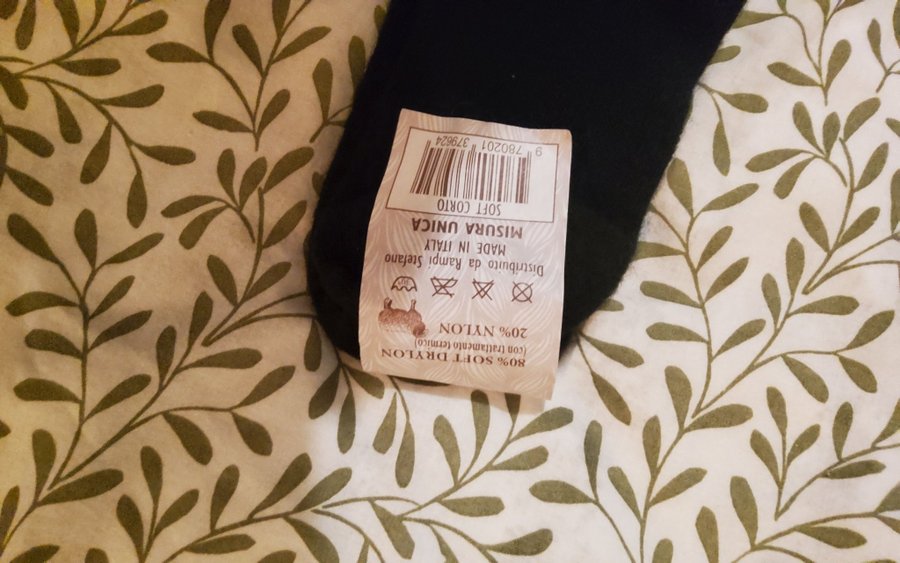 80% SOFT DRYLON
(con trattamento termico)
20% NYLON
30
Distribuito da Rampi Stefano
MADE IN ITALY
MISURA UNICA
SOFT CORTO
9 780201 379624